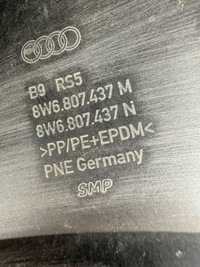 B9 RS5
8W6.807.437 M
8W6.807.437 N
>PP/PE+EPDM<
PNE Germany
SMP